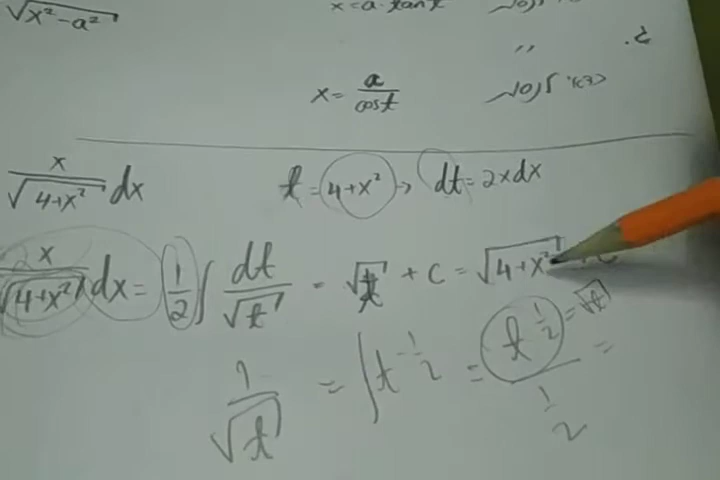 √x²-a²
x=a·tan t
?.
"
x= a/cost
x/√4+x² dx t=4+x² → dt=2xdx
x/√4+x² dx = 1/2 ∫ dt/√t = √t + C = √4+x² + C
1/√t = ∫t^-1/2 = t^1/2 / 1/2 = √t =